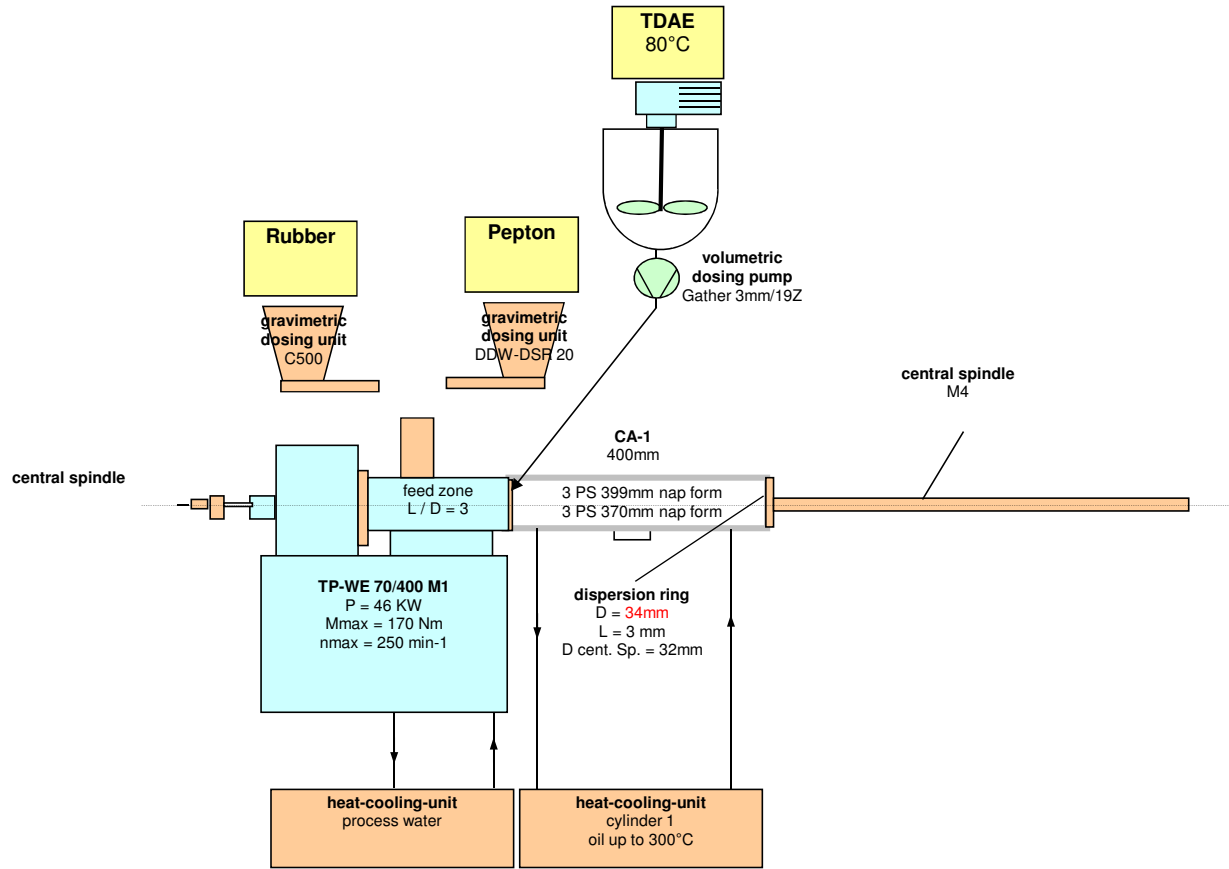 TDAE
80°C
Rubber
Pepton
volumetric
dosing pump
Gather 3mm/19Z
gravimetric
dosing unit
C500
gravimetric
dosing unit
DDW-DSR 20
central spindle
M4
CA-1
400mm
central spindle
feed zone
L / D = 3
3 PS 399mm nap form
3 PS 370mm nap form
TP-WE 70/400 M1
P = 46 KW
Mmax = 170 Nm
nmax = 250 min-1
dispersion ring
D = 34mm
L = 3 mm
D cent. Sp. = 32mm
heat-cooling-unit
process water
heat-cooling-unit
cylinder 1
oil up to 300°C